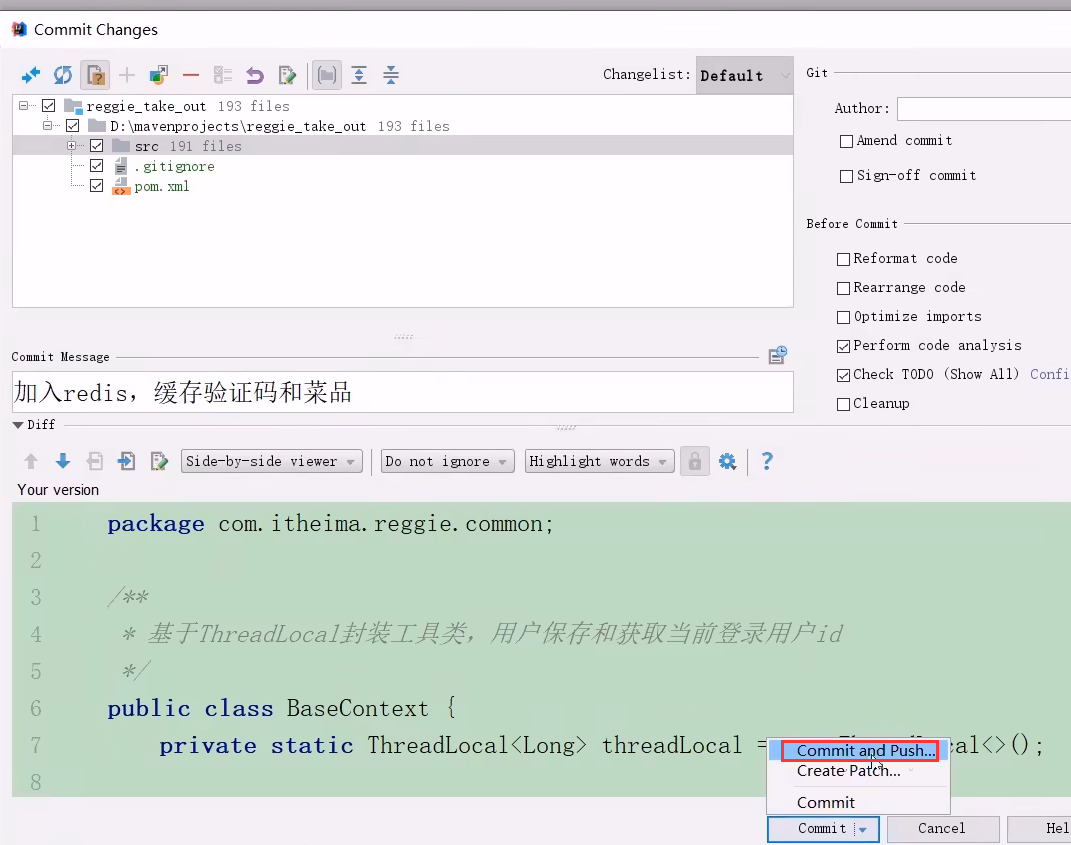 Commit Changes
Changelist: Default
Git
reggie_take_out 193 files
Author:
D:\mavenprojects\reggie_take_out 193 files
Amend commit
src 191 files
.gitignore
Sign-off commit
pom.xml
Before Commit
Reformat code
Rearrange code
Optimize imports
Perform code analysis
Commit Message
Check TODO (Show All) Confi
加入redis，缓存验证码和菜品
Cleanup
Diff
Side-by-side viewer
Do not ignore
Highlight words
?
Your version
1 package com.itheima.reggie.common;
2
3 /**
4 * 基于ThreadLocal封装工具类，用户保存和获取当前登录用户id
5 */
6 public class BaseContext {
7 private static ThreadLocal<Long> threadLocal = cal<>();
8
Commit and Push...
Create Patch...
Commit
Commit
Cancel
Hel